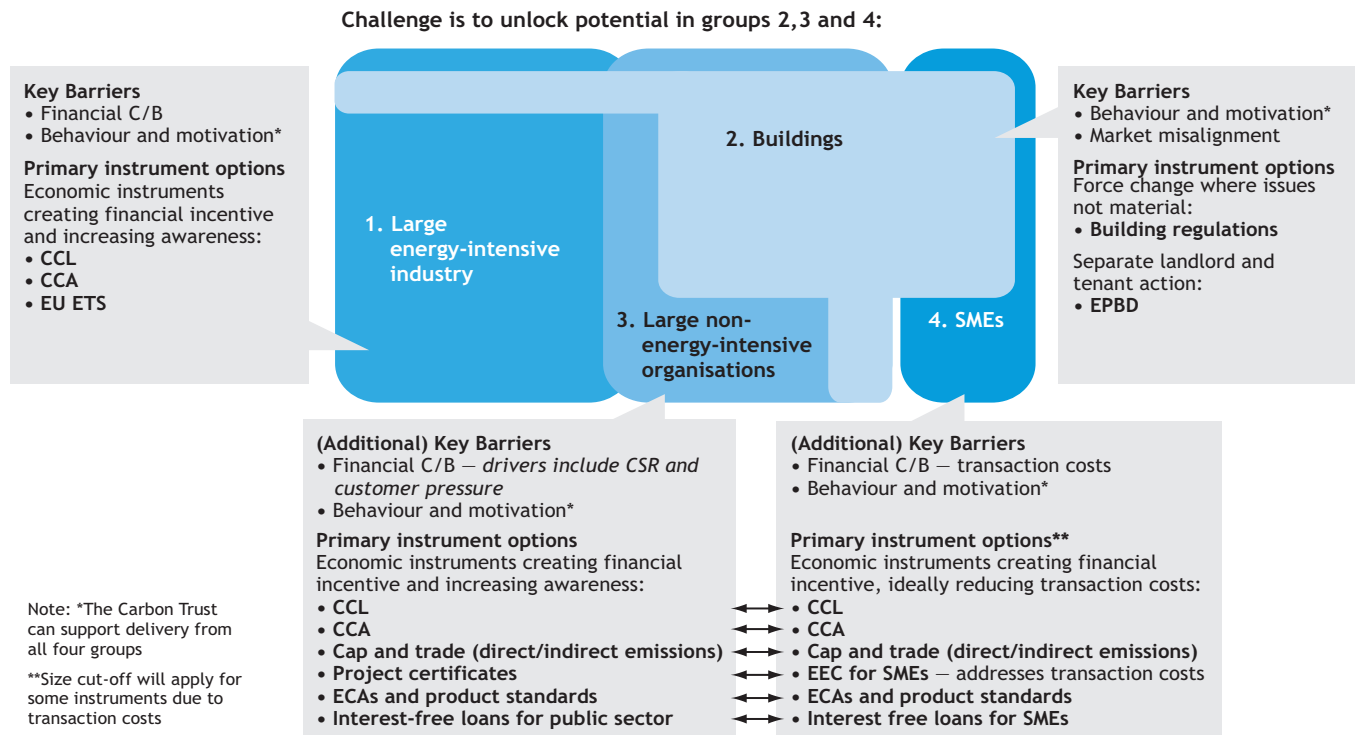 Challenge is to unlock potential in groups 2,3 and 4:
Key Barriers
• Financial C/B
• Behaviour and motivation*
Primary instrument options
Economic instruments
creating financial incentive
and increasing awareness:
• CCL
• CCA
• EU ETS
1. Large
energy-intensive
industry
2. Buildings
3. Large non-
energy-intensive
organisations
4. SMEs
Key Barriers
• Behaviour and motivation*
• Market misalignment
Primary instrument options
Force change where issues
not material:
• Building regulations
Separate landlord and
tenant action:
• EPBD
(Additional) Key Barriers
• Financial C/B — drivers include CSR and
customer pressure
• Behaviour and motivation*
Primary instrument options
Economic instruments creating financial
incentive and increasing awareness:
• CCL
• CCA
• Cap and trade (direct/indirect emissions)
• Project certificates
• ECAs and product standards
• Interest-free loans for public sector
(Additional) Key Barriers
• Financial C/B — transaction costs
• Behaviour and motivation*
Primary instrument options**
Economic instruments creating financial
incentive, ideally reducing transaction costs:
• CCL
• CCA
• Cap and trade (direct/indirect emissions)
• EEC for SMEs — addresses transaction costs
• ECAs and product standards
• Interest free loans for SMEs
Note: *The Carbon Trust
can support delivery from
all four groups
**Size cut-off will apply for
some instruments due to
transaction costs